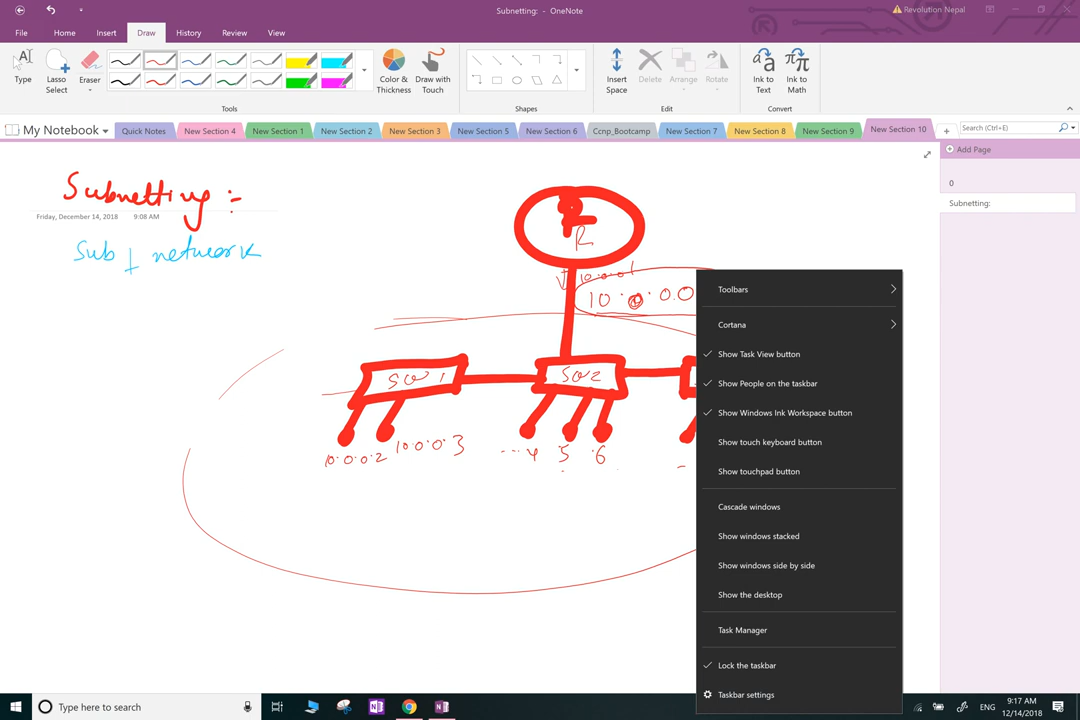 Subnetting: - OneNote
Revolution Nepal
File Home Insert Draw History Review View
Type
Lasso Select
Eraser
Color & Thickness
Draw with Touch
Insert Space
Delete
Arrange
Rotate
Ink to Text
Ink to Math
Tools
Shapes
Edit
Convert
My Notebook
Quick Notes
New Section 4
New Section 1
New Section 2
New Section 3
New Section 5
New Section 6
Ccnp_Bootcamp
New Section 7
New Section 8
New Section 9
New Section 10
Search (Ctrl+E)
Add Page
0
Subnetting:
Subnetting :-
Friday, December 14, 2018 9:08 AM
Sub + network
R
10.0.0.1
10.0.0.0
SW 1
SW2
10.0.0.2
10.0.0.3
...4
5
.6
Toolbars
Cortana
Show Task View button
Show People on the taskbar
Show Windows Ink Workspace button
Show touch keyboard button
Show touchpad button
Cascade windows
Show windows stacked
Show windows side by side
Show the desktop
Task Manager
Lock the taskbar
Taskbar settings
Type here to search
ENG
9:17 AM
12/14/2018